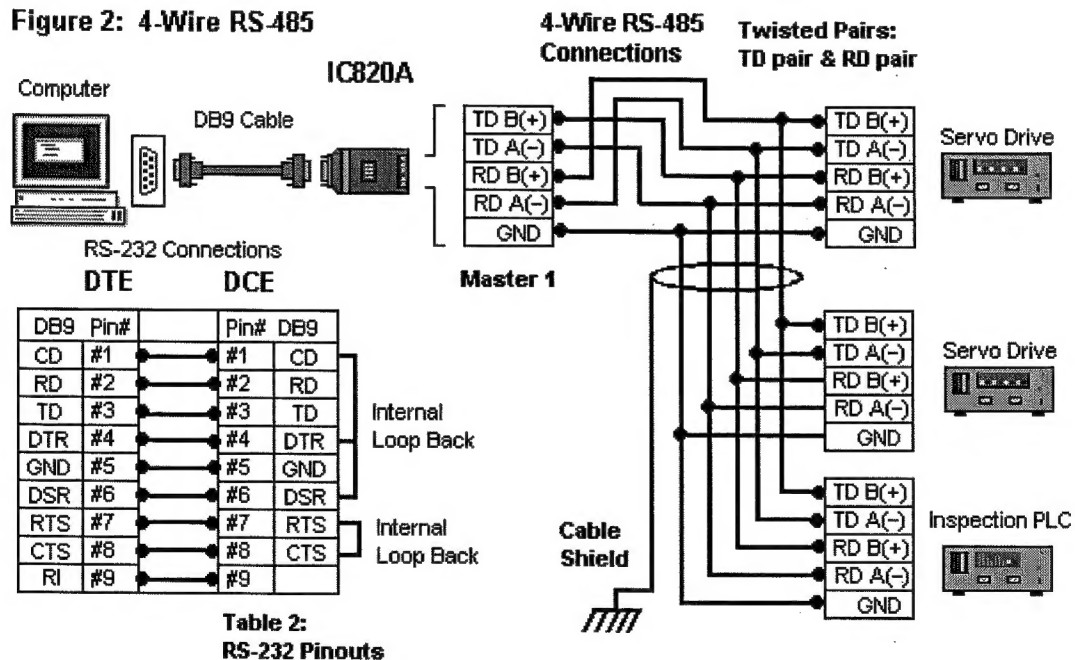 Figure 2: 4-Wire RS-485
4-Wire RS-485
Connections
Twisted Pairs:
TD pair & RD pair
Computer
DB9 Cable
IC820A
TD B(+)
TD A(-)
RD B(+)
RD A(-)
GND
Master 1
TD B(+)
TD A(-)
RD B(+)
RD A(-)
GND
Servo Drive
RS-232 Connections
DTE DCE
DB9 Pin# Pin# DB9
CD #1 #1 CD
RD #2 #2 RD
TD #3 #3 TD
DTR #4 #4 DTR
GND #5 #5 GND
DSR #6 #6 DSR
RTS #7 #7 RTS
CTS #8 #8 CTS
RI #9 #9
Internal
Loop Back
Internal
Loop Back
Table 2:
RS-232 Pinouts
Cable
Shield
TD B(+)
TD A(-)
RD B(+)
RD A(-)
GND
Servo Drive
TD B(+)
TD A(-)
RD B(+)
RD A(-)
GND
Inspection PLC